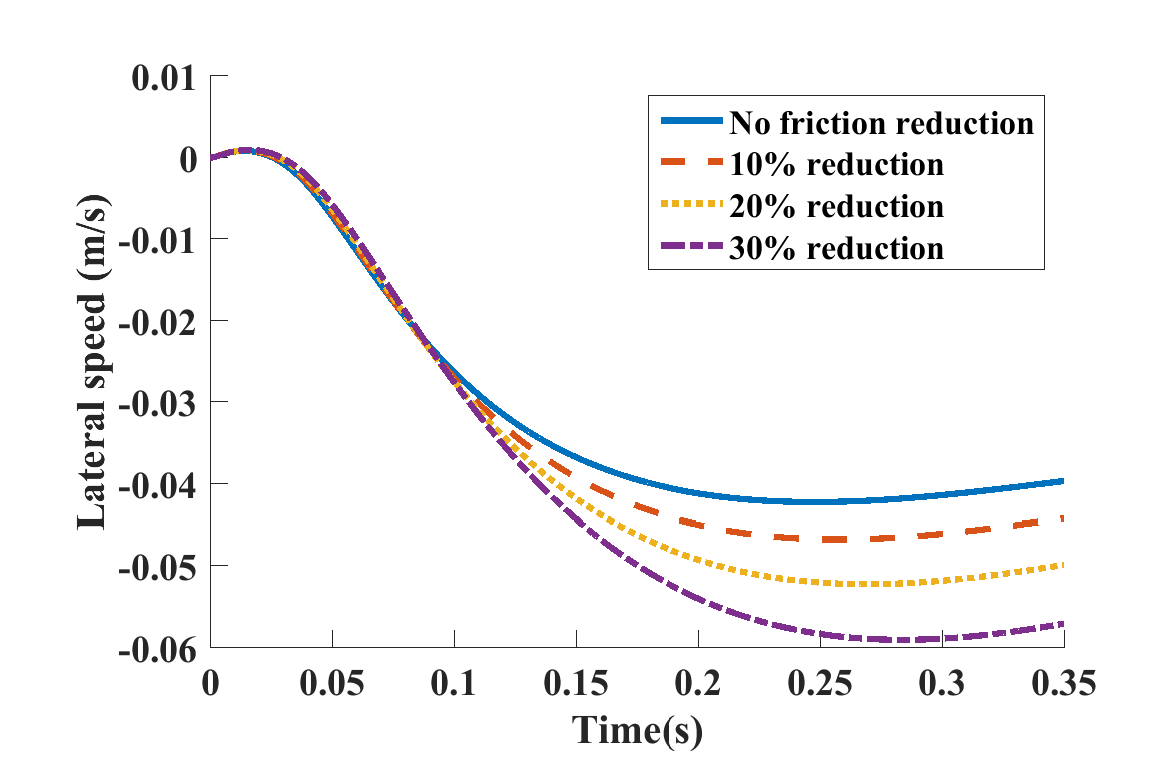 0.01
0
-0.01
-0.02
-0.03
-0.04
-0.05
-0.06
Lateral speed (m/s)
No friction reduction
10% reduction
20% reduction
30% reduction
0 0.05 0.1 0.15 0.2 0.25 0.3 0.35
Time(s)